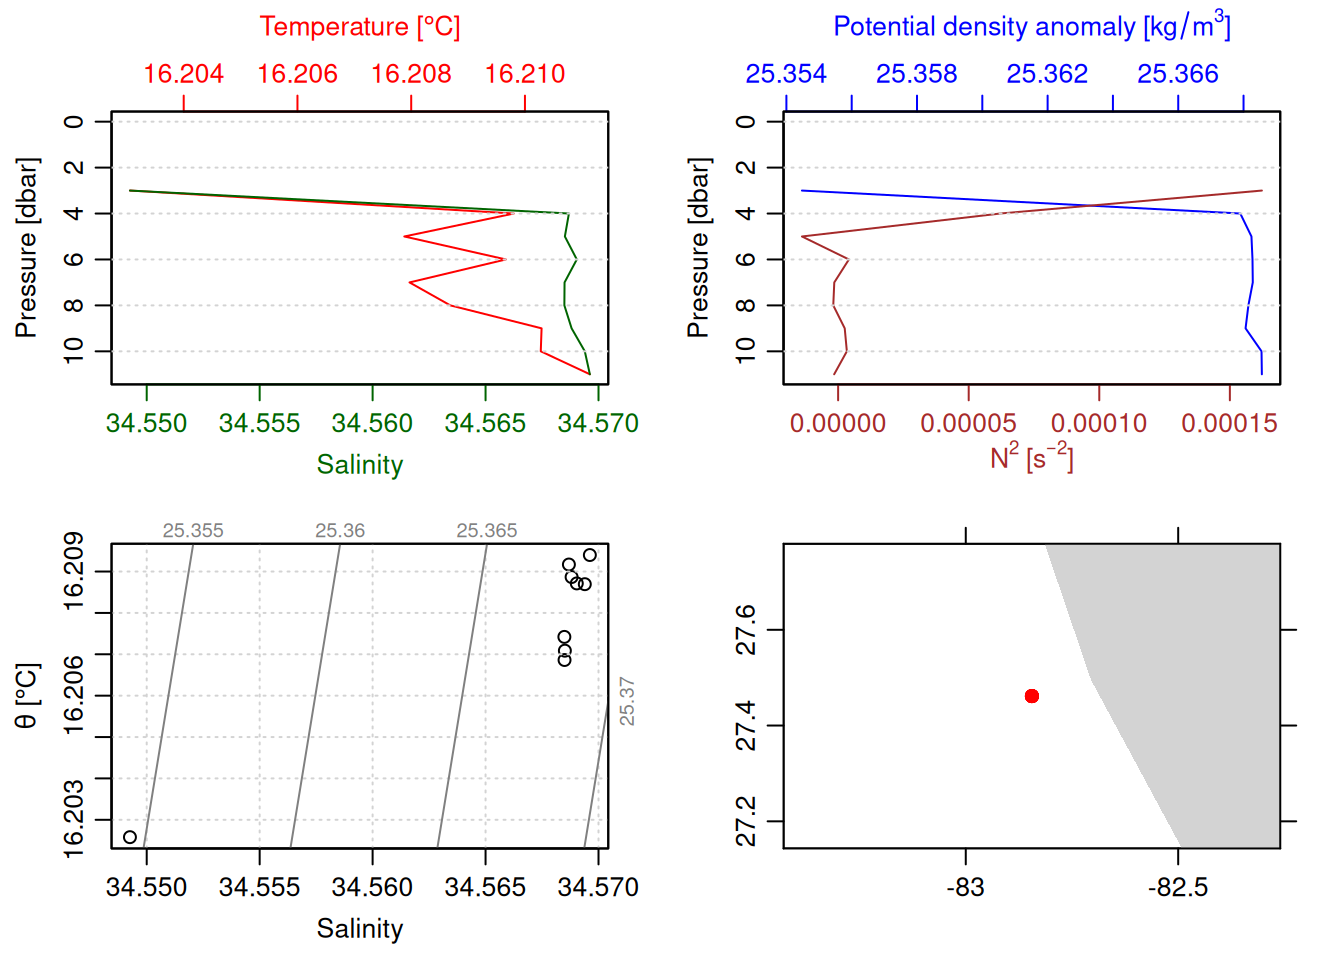 Temperature [°C]
16.204 16.206 16.208 16.210
Pressure [dbar]
0
2
4
6
8
10
34.550 34.555 34.560 34.565 34.570
Salinity
Potential density anomaly [kg/m³]
25.354 25.358 25.362 25.366
Pressure [dbar]
0
2
4
6
8
10
0.00000 0.00005 0.00010 0.00015
N² [s⁻²]
25.355 25.36 25.365
θ [°C]
16.209
16.206
16.203
25.37
34.550 34.555 34.560 34.565 34.570
Salinity
27.6
27.4
27.2
-83 -82.5